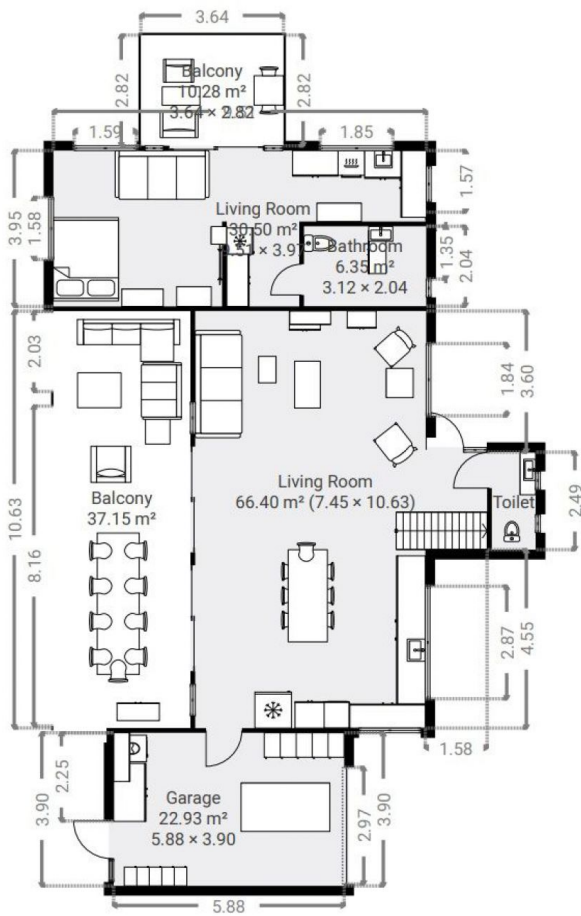 3.64
2.82
Balcony
10.28 m²
3.64 × 2.82
2.82
1.59
1.85
3.95
1.58
Living Room
30.50 m²
1.57
Bathroom
6.35 m²
3.12 × 2.04
1.35
2.04
2.03
10.63
8.16
Balcony
37.15 m²
Living Room
66.40 m² (7.45 × 10.63)
1.84
3.60
Toilet
2.49
2.87
4.55
1.58
3.90
2.25
Garage
22.93 m²
5.88 × 3.90
2.97
3.90
5.88